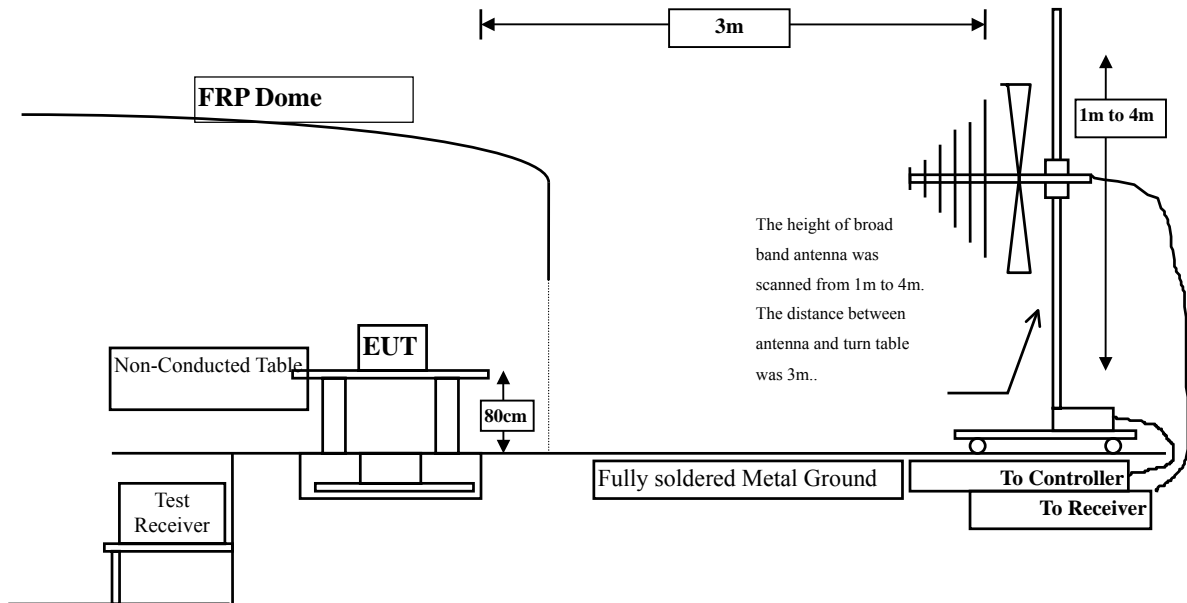 3m
FRP Dome
1m to 4m
The height of broad
band antenna was
scanned from 1m to 4m.
The distance between
antenna and turn table
was 3m..
EUT
Non-Conducted Table
80cm
Fully soldered Metal Ground
To Controller
To Receiver
Test
Receiver